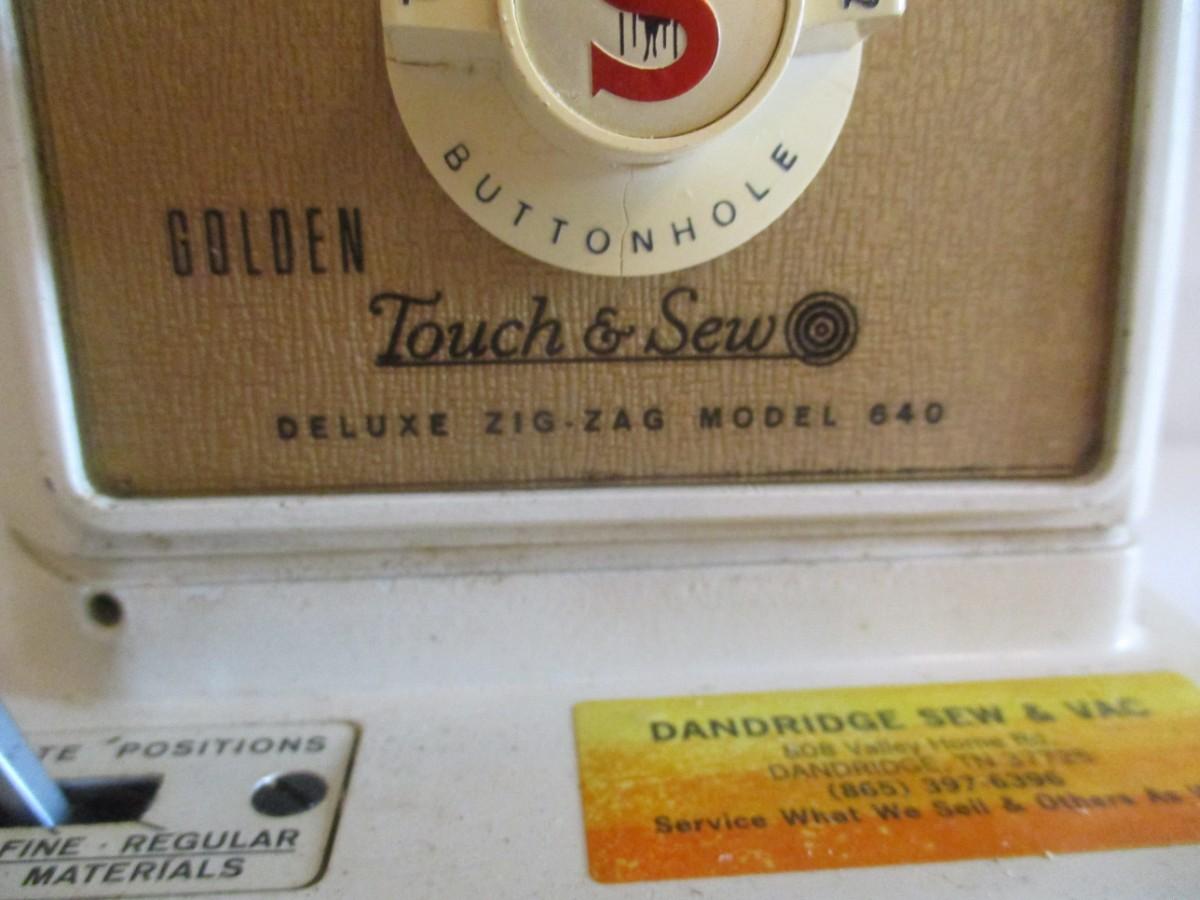 S
BUTTONHOLE
GOLDEN
Touch & Sew
DELUXE ZIG-ZAG MODEL 640
POSITIONS
FINE · REGULAR
MATERIALS
DANDRIDGE SEW & VAC
608 Valley Home Rd.
DANDRIDGE, TN 37725
(865) 397-6396
Service What We Sell & Others As